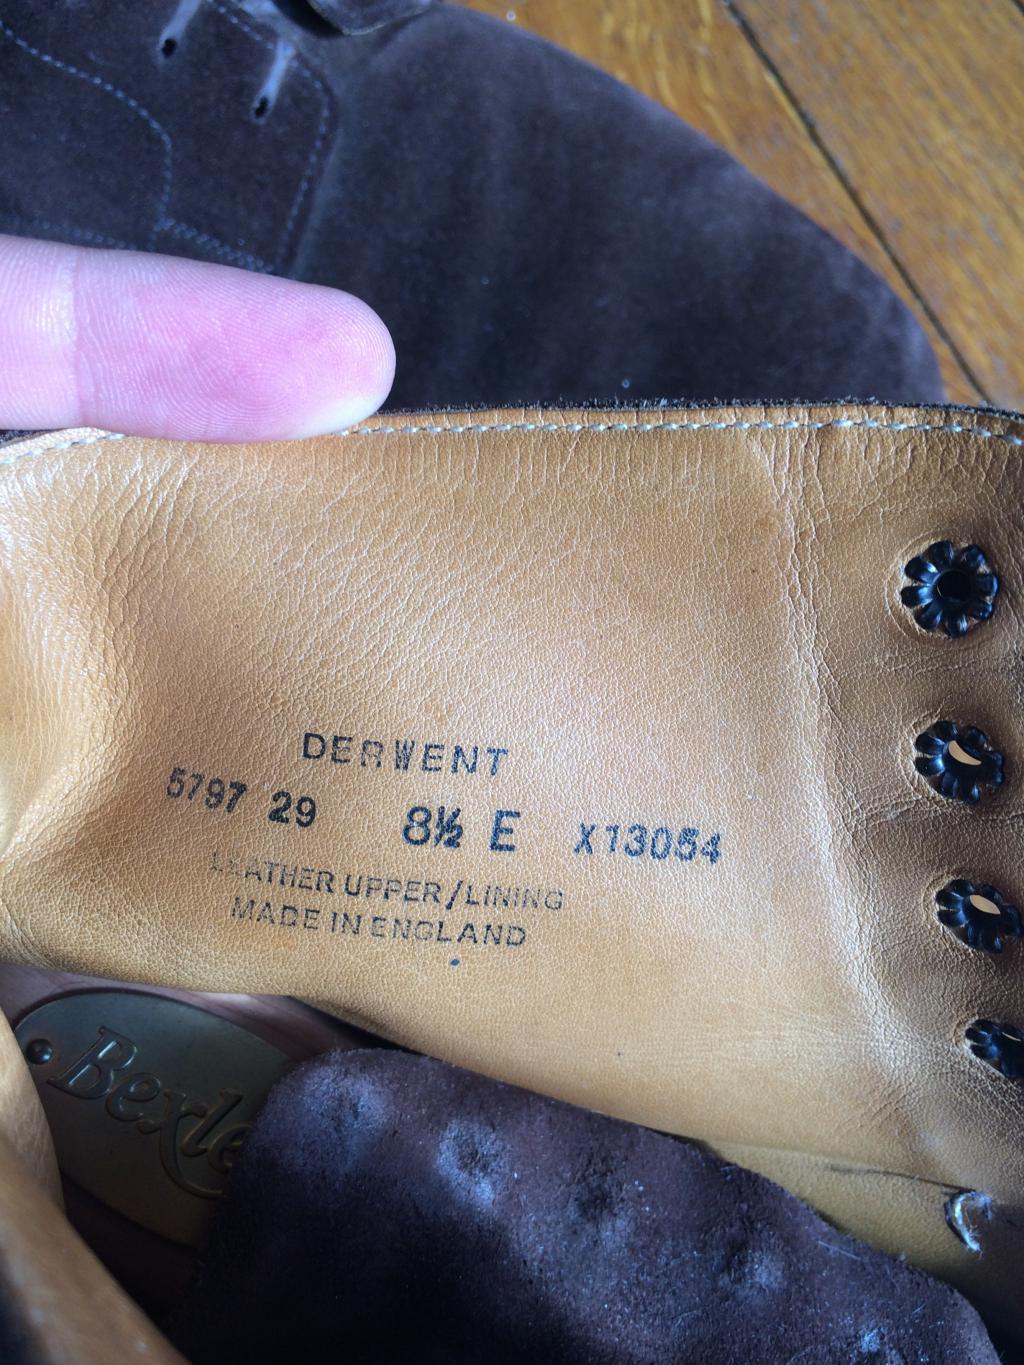 DERWENT
5797 29 8½ E X13054
LEATHER UPPER/LINING
MADE IN ENGLAND